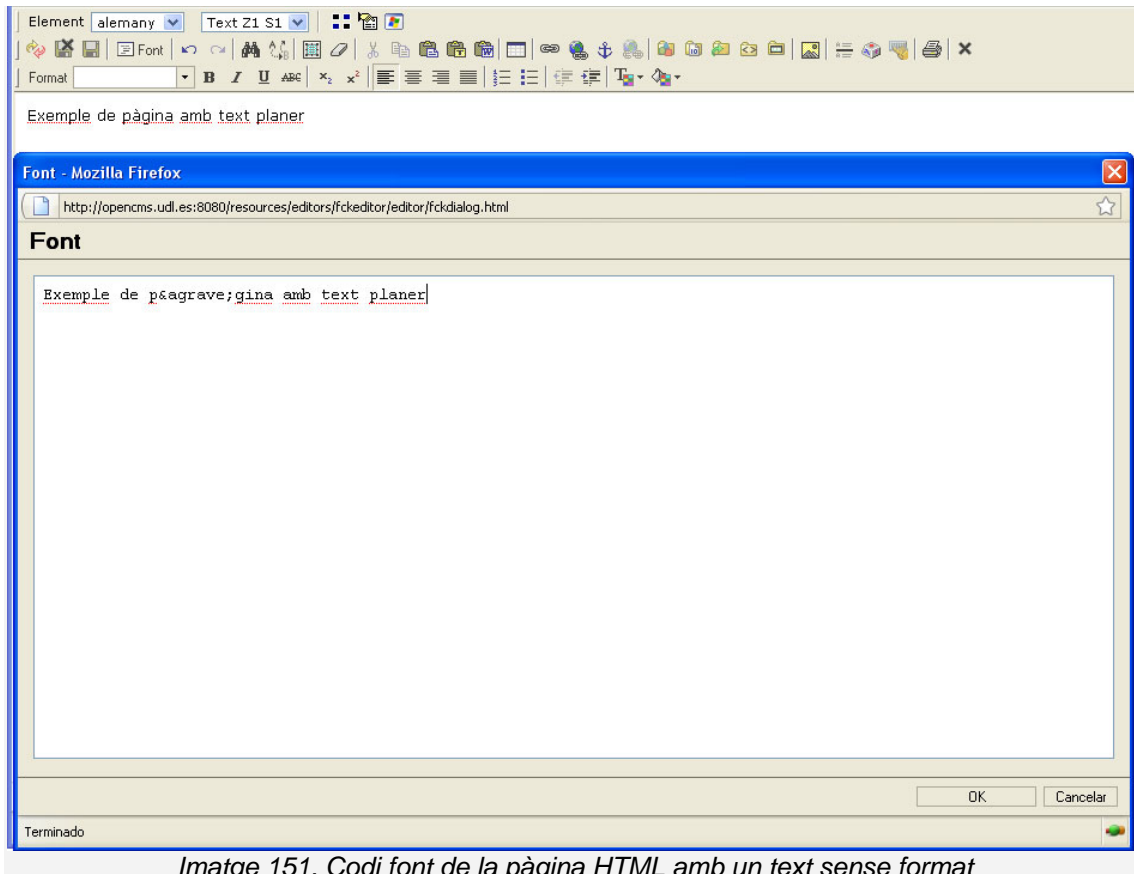 Element alemany Text Z1 S1
Font
Format B I U ABC x₂ x²
Exemple de pàgina amb text planer
Font - Mozilla Firefox
http://opencms.udl.es:8080/resources/editors/fckeditor/editor/fckdialog.html
Font
Exemple de p&agrave;gina amb text planer
OK Cancelar
Terminado
Imatge 151. Codi font de la pàgina HTML amb un text sense format